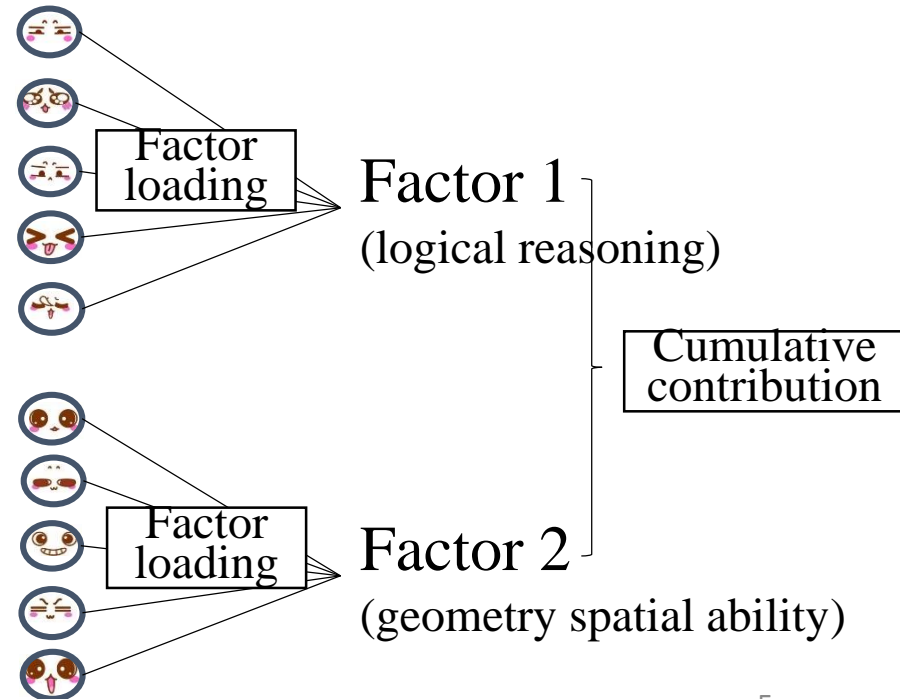 Factor
loading
Factor 1
(logical reasoning)
Cumulative
contribution
Factor
loading
Factor 2
(geometry spatial ability)